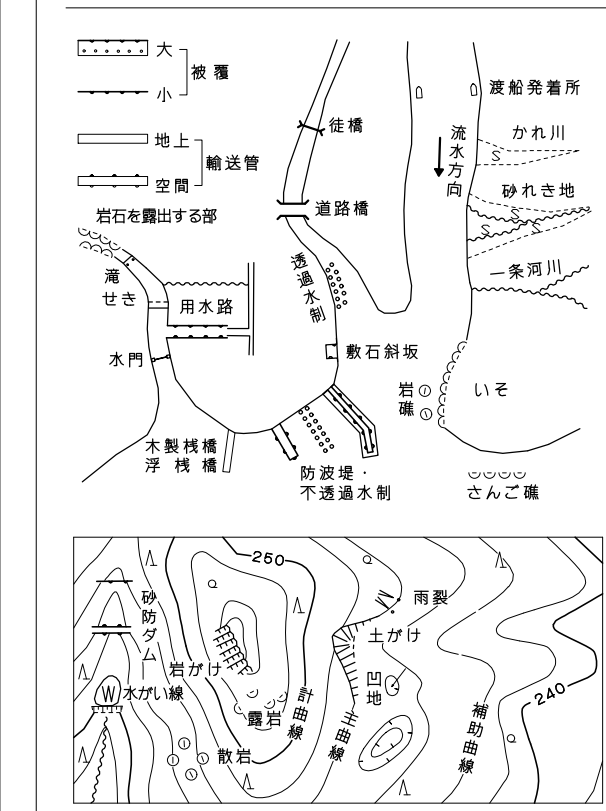 大
被覆
小
地上
輸送管
空間
岩石を露出する部
滝
せき
用水路
水門
木製桟橋
浮桟橋
徒橋
道路橋
透過水制
敷石斜坂
防波堤・
不透過水制
渡船発着所
流水方向
かれ川
砂れき地
一条河川
岩礁
いそ
さんご礁
S
S
S
S
250
砂防ダム
雨裂
土がけ
岩がけ
凹地
W
水がい線
露岩
計曲線
主曲線
補助曲線
240
散岩